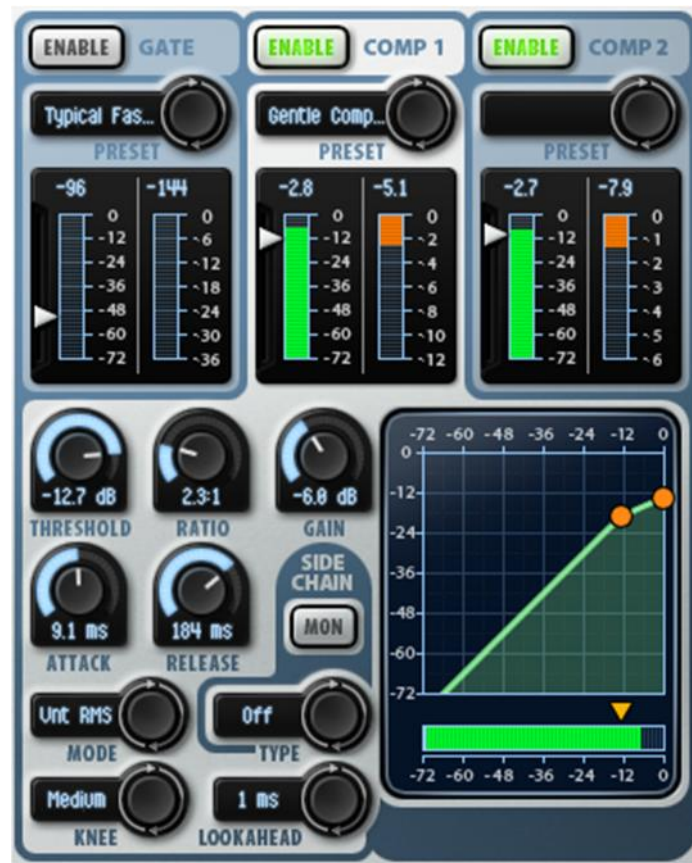 ENABLE GATE ENABLE COMP 1 ENABLE COMP 2
Typical Fas... Gentle Comp...
PRESET PRESET PRESET
-96 -144 -2.8 -5.1 -2.7 -7.9
0 0 0 0 0 0
-12 -6 -12 -2 -12 -1
-24 -12 -24 -4 -24 -2
-36 -18 -36 -6 -36 -3
-48 -24 -48 -8 -48 -4
-60 -30 -60 -10 -60 -5
-72 -36 -72 -12 -72 -6
-12.7 dB 2.3:1 -6.0 dB
THRESHOLD RATIO GAIN
9.1 ms 184 ms
ATTACK RELEASE
SIDE
CHAIN
MON
Vnt RMS Off
MODE TYPE
Medium 1 ms
KNEE LOOKAHEAD
-72 -60 -48 -36 -24 -12 0
0
-12
-24
-36
-48
-60
-72
-72 -60 -48 -36 -24 -12 0